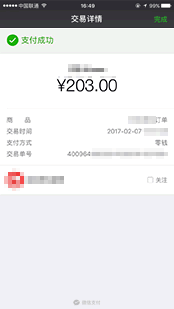 中国联通 16:49 99%
交易详情 完成
支付成功
¥203.00
商 品 订单
交易时间 2017-02-07
支付方式 零钱
交易单号 400964
关注
微信支付